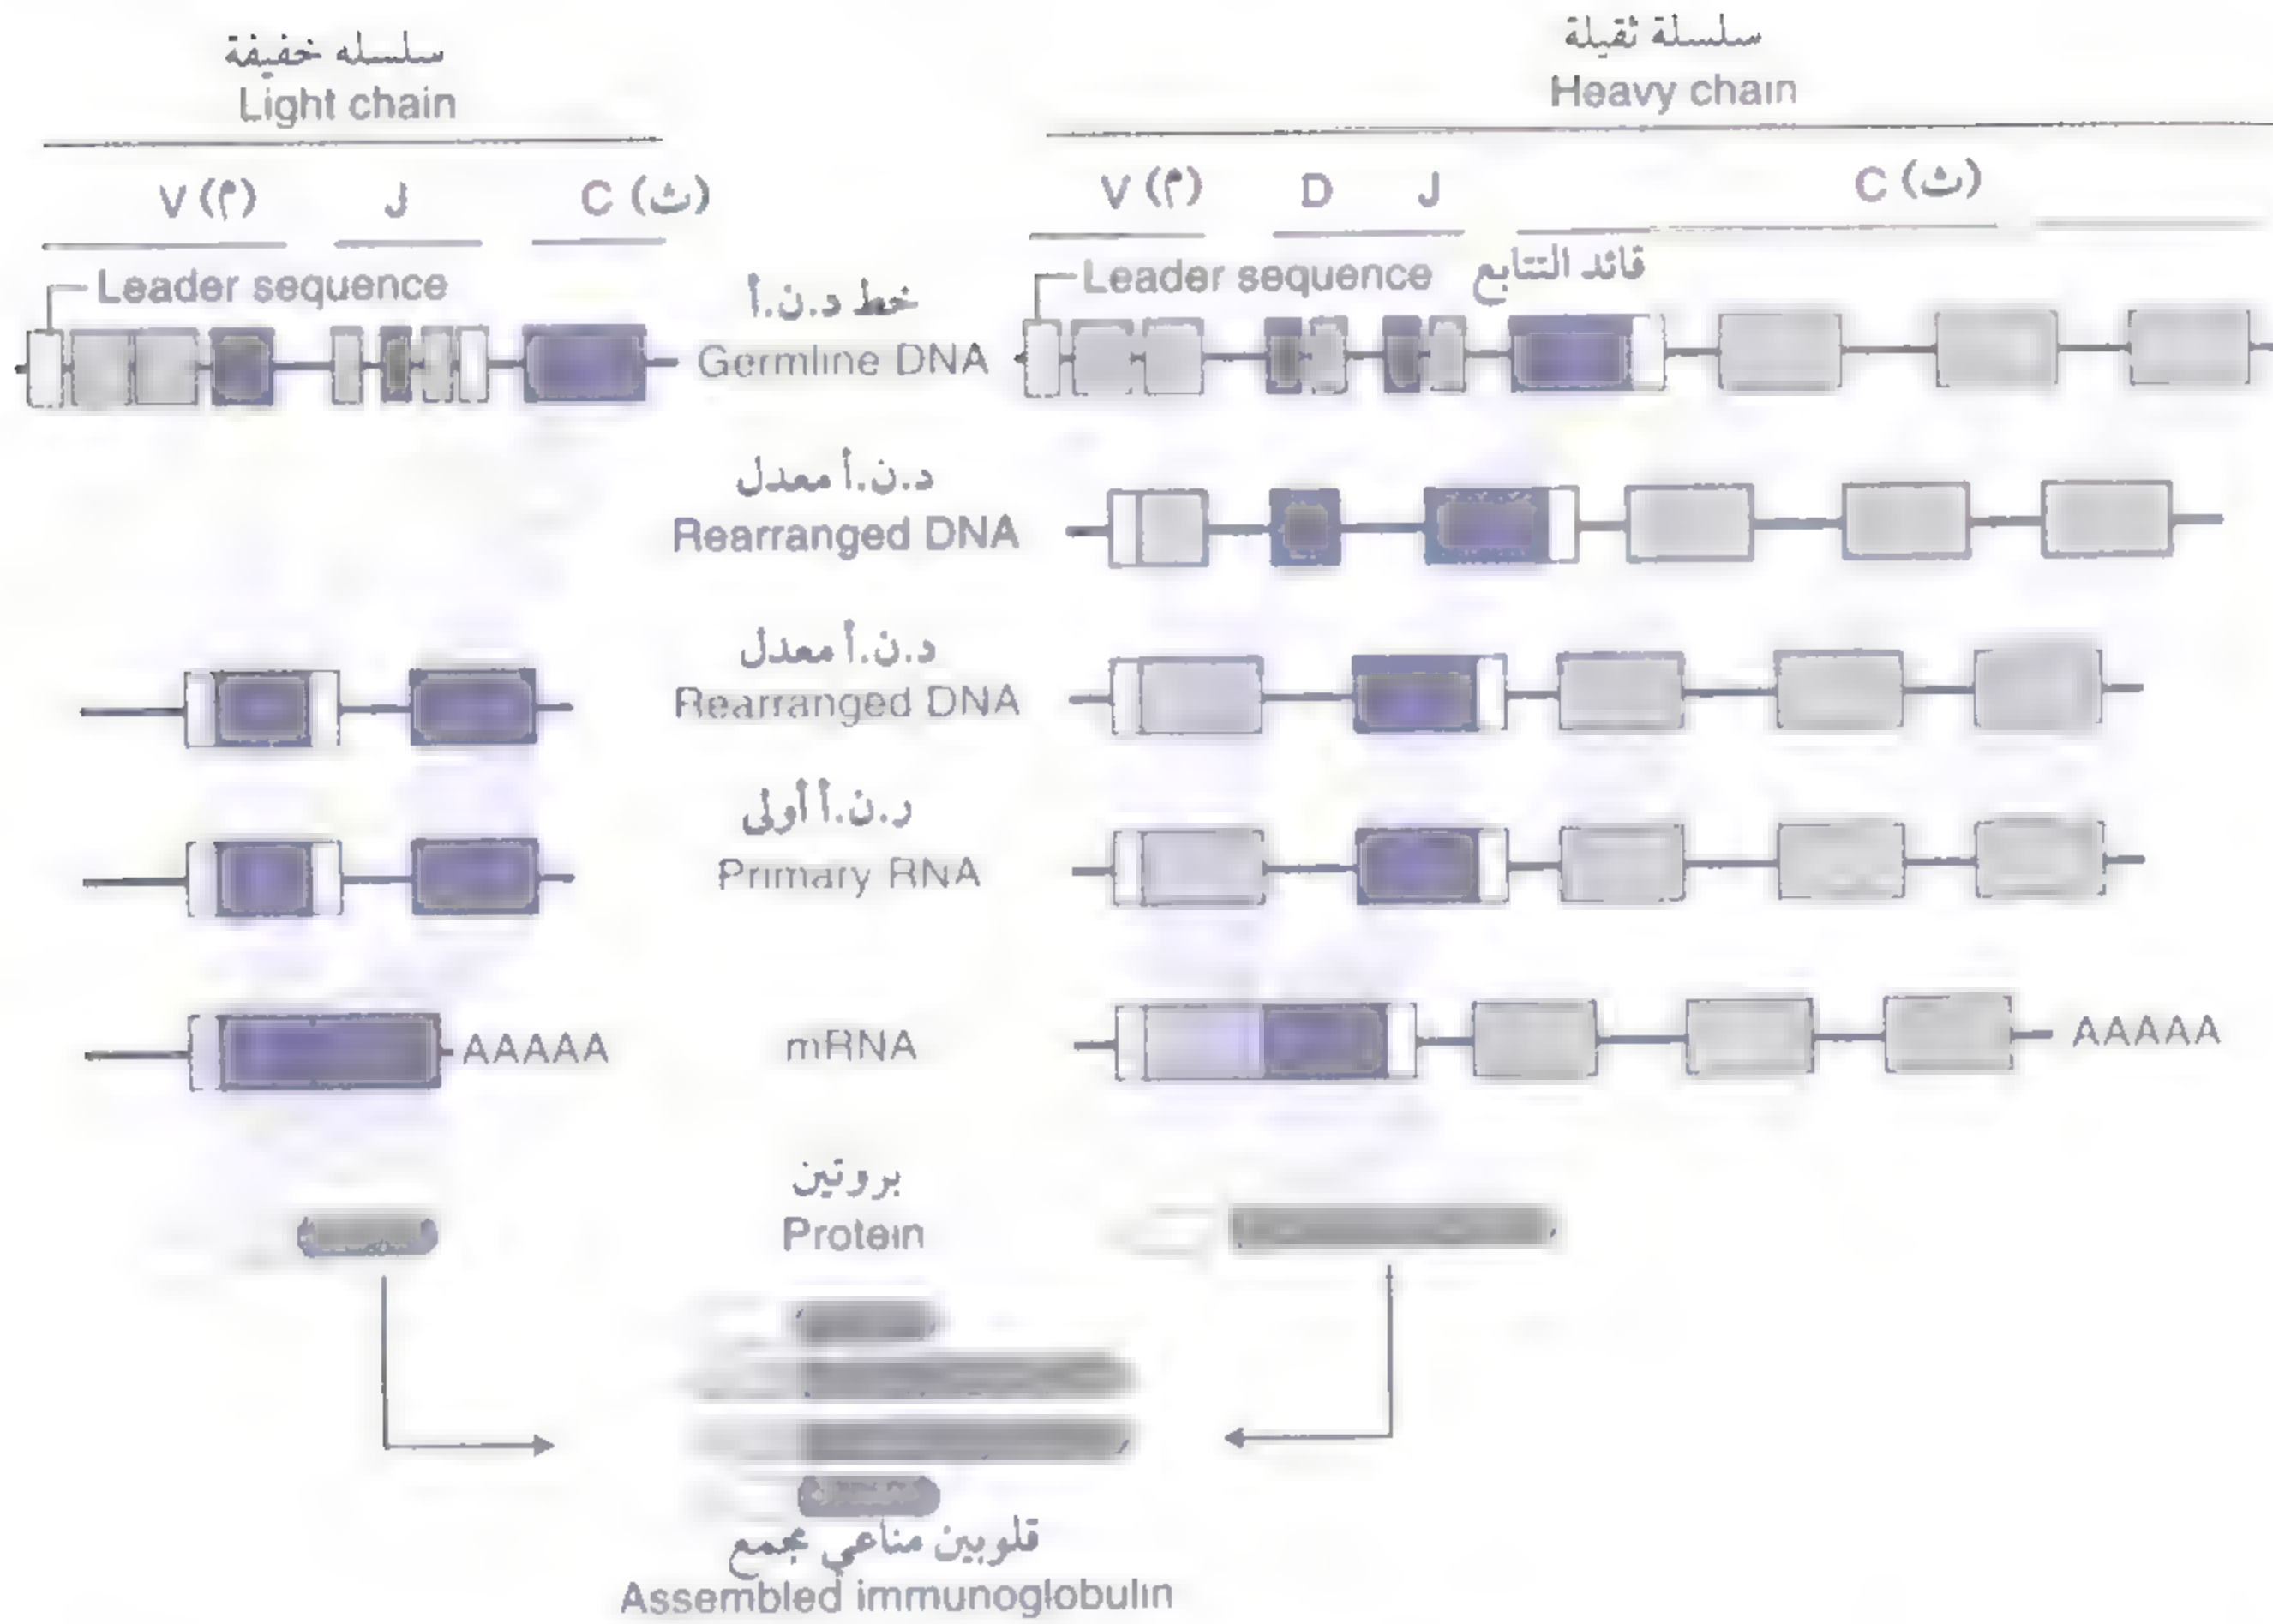 سلسله خفيفة
Light chain
V (م) J C (ث)
Leader sequence
سلسلة ثقيلة
Heavy chain
V (م) D J C (ث)
Leader sequence قائد التتابع
خط د.ن.أ
Germline DNA
د.ن.أ معدل
Rearranged DNA
د.ن.أ معدل
Rearranged DNA
ر.ن.أ أولى
Primary RNA
AAAAA mRNA AAAAA
بروتين
Protein
قلوبين مناعي مجمع
Assembled immunoglobulin